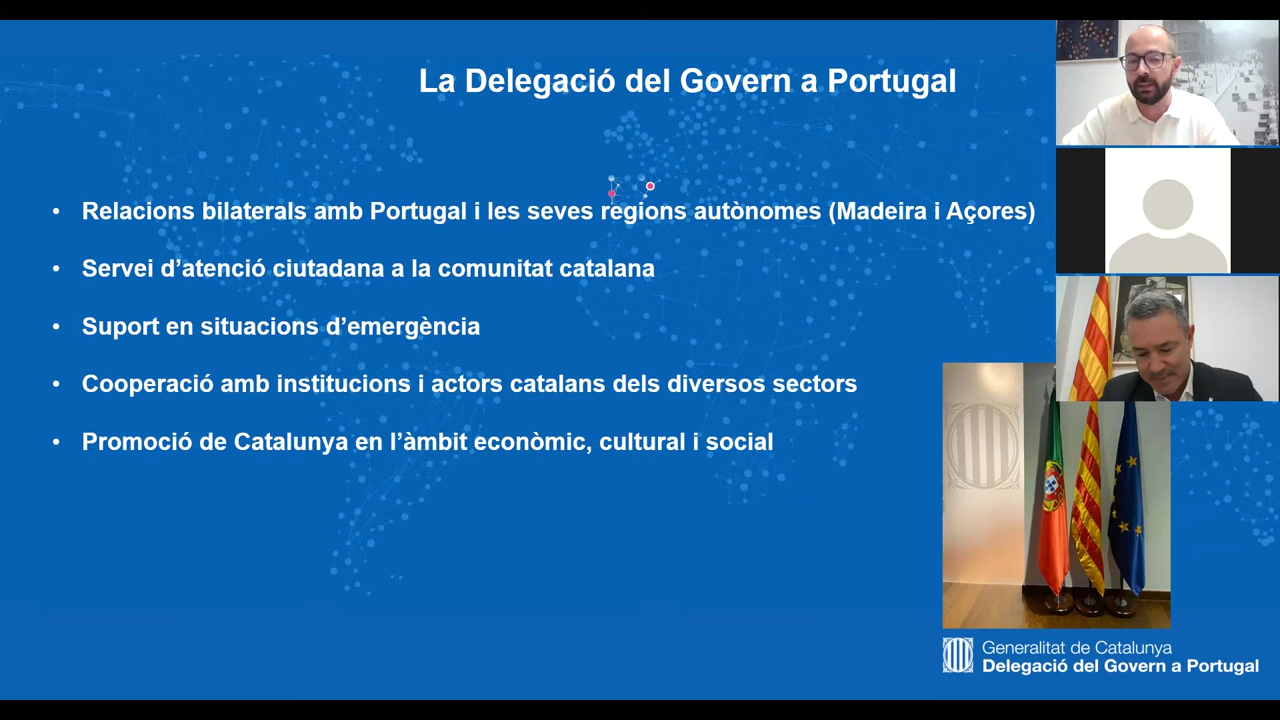 La Delegació del Govern a Portugal
• Relacions bilaterals amb Portugal i les seves regions autònomes (Madeira i Açores)
• Servei d’atenció ciutadana a la comunitat catalana
• Suport en situacions d’emergència
• Cooperació amb institucions i actors catalans dels diversos sectors
• Promoció de Catalunya en l’àmbit econòmic, cultural i social
Generalitat de Catalunya
Delegació del Govern a Portugal